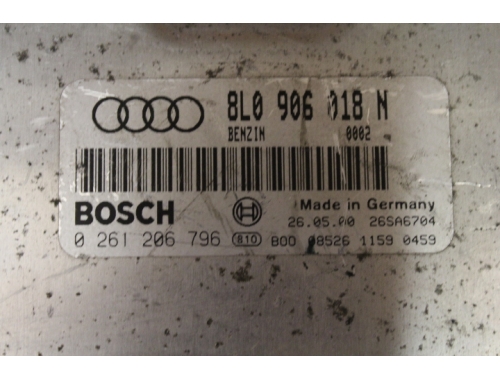 8L0 906 018 N
BENZIN 0002
BOSCH Made in Germany
26.05.00 26SA6704
0 261 206 796 810 B00 08526 1159 0459